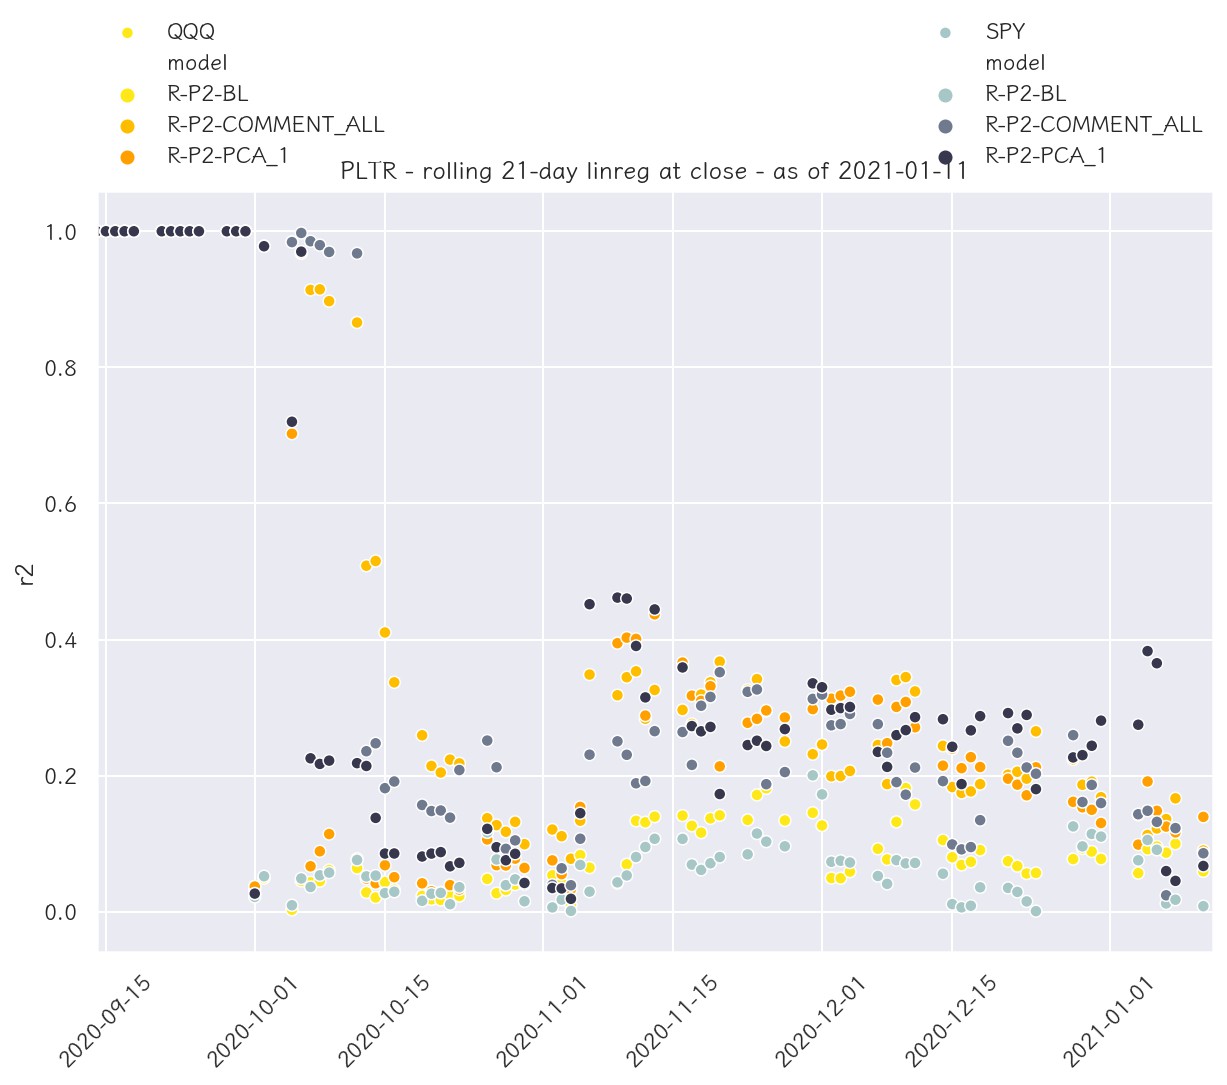 QQQ
model
R-P2-BL
R-P2-COMMENT_ALL
R-P2-PCA_1
SPY
model
R-P2-BL
R-P2-COMMENT_ALL
R-P2-PCA_1
PLTR - rolling 21-day linreg at close - as of 2021-01-11
r2
1.0
0.8
0.6
0.4
0.2
0.0
2020-09-15
2020-10-01
2020-10-15
2020-11-01
2020-11-15
2020-12-01
2020-12-15
2021-01-01